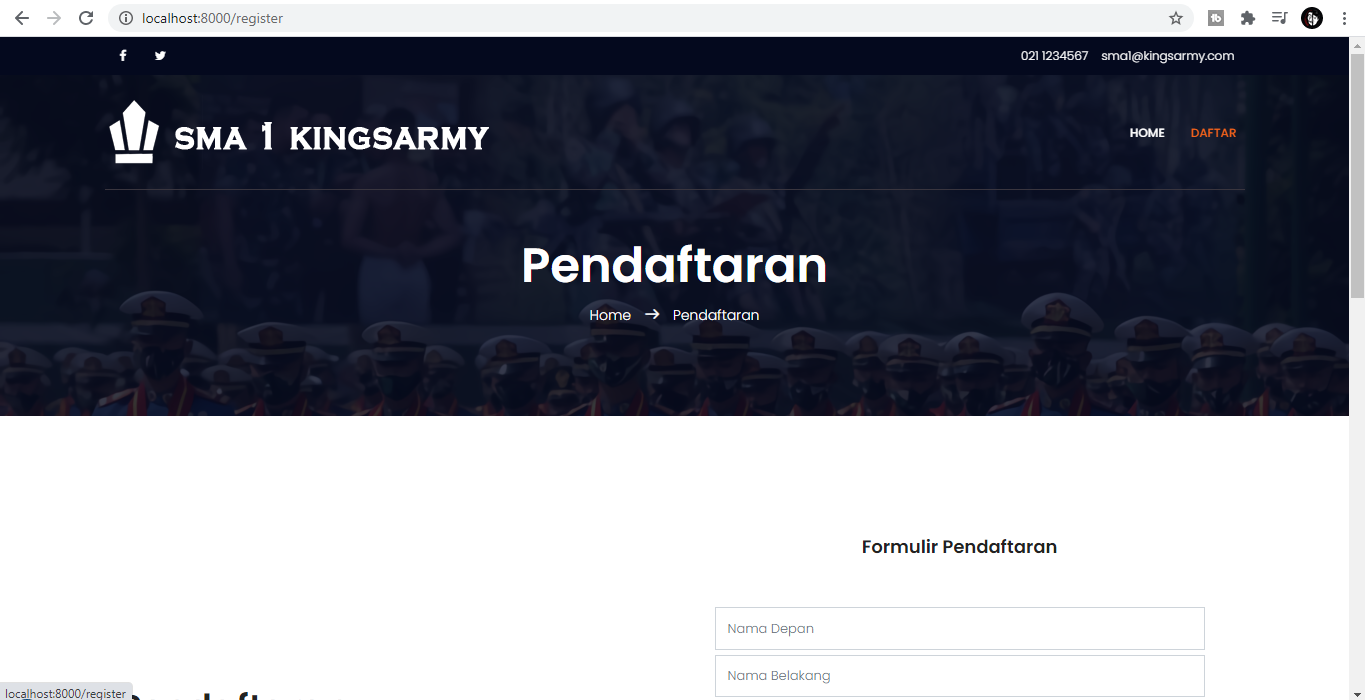 localhost:8000/register
021 1234567 sma1@kingsarmy.com
SMA 1 KINGSARMY
HOME DAFTAR
Pendaftaran
Home → Pendaftaran
Formulir Pendaftaran
Nama Depan
Nama Belakang
localhost:8000/register